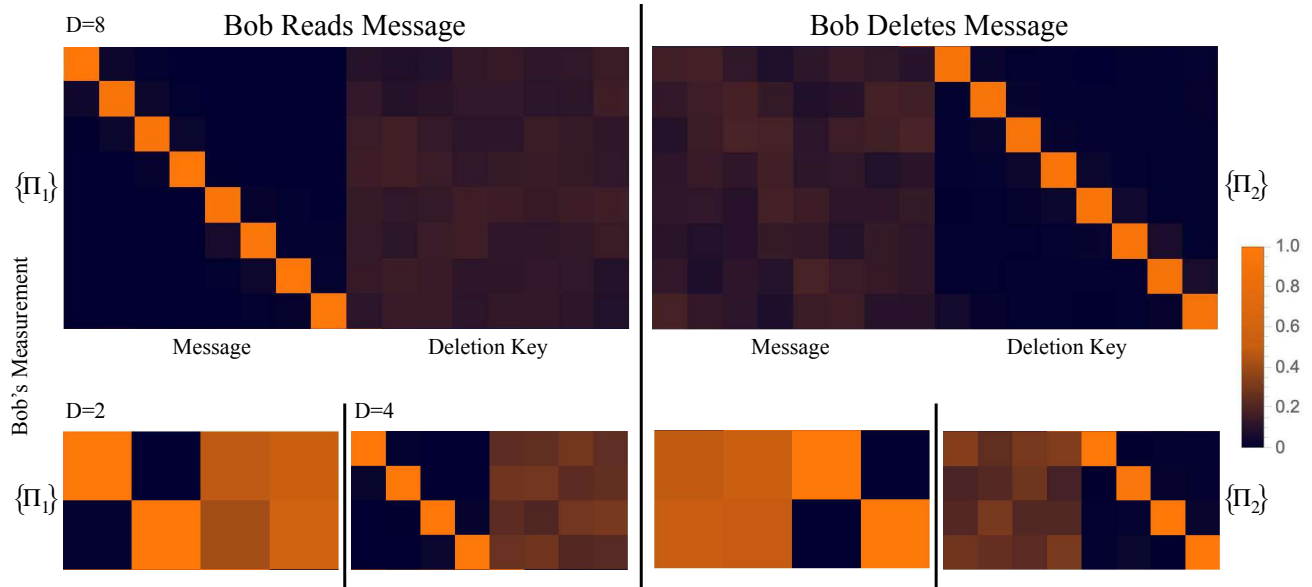 D=8
Bob Reads Message
Bob Deletes Message
{Π1}
{Π2}
Bob's Measurement
Message
Deletion Key
Message
Deletion Key
1.0
0.8
0.6
0.4
0.2
0
D=2
D=4
{Π1}
{Π2}